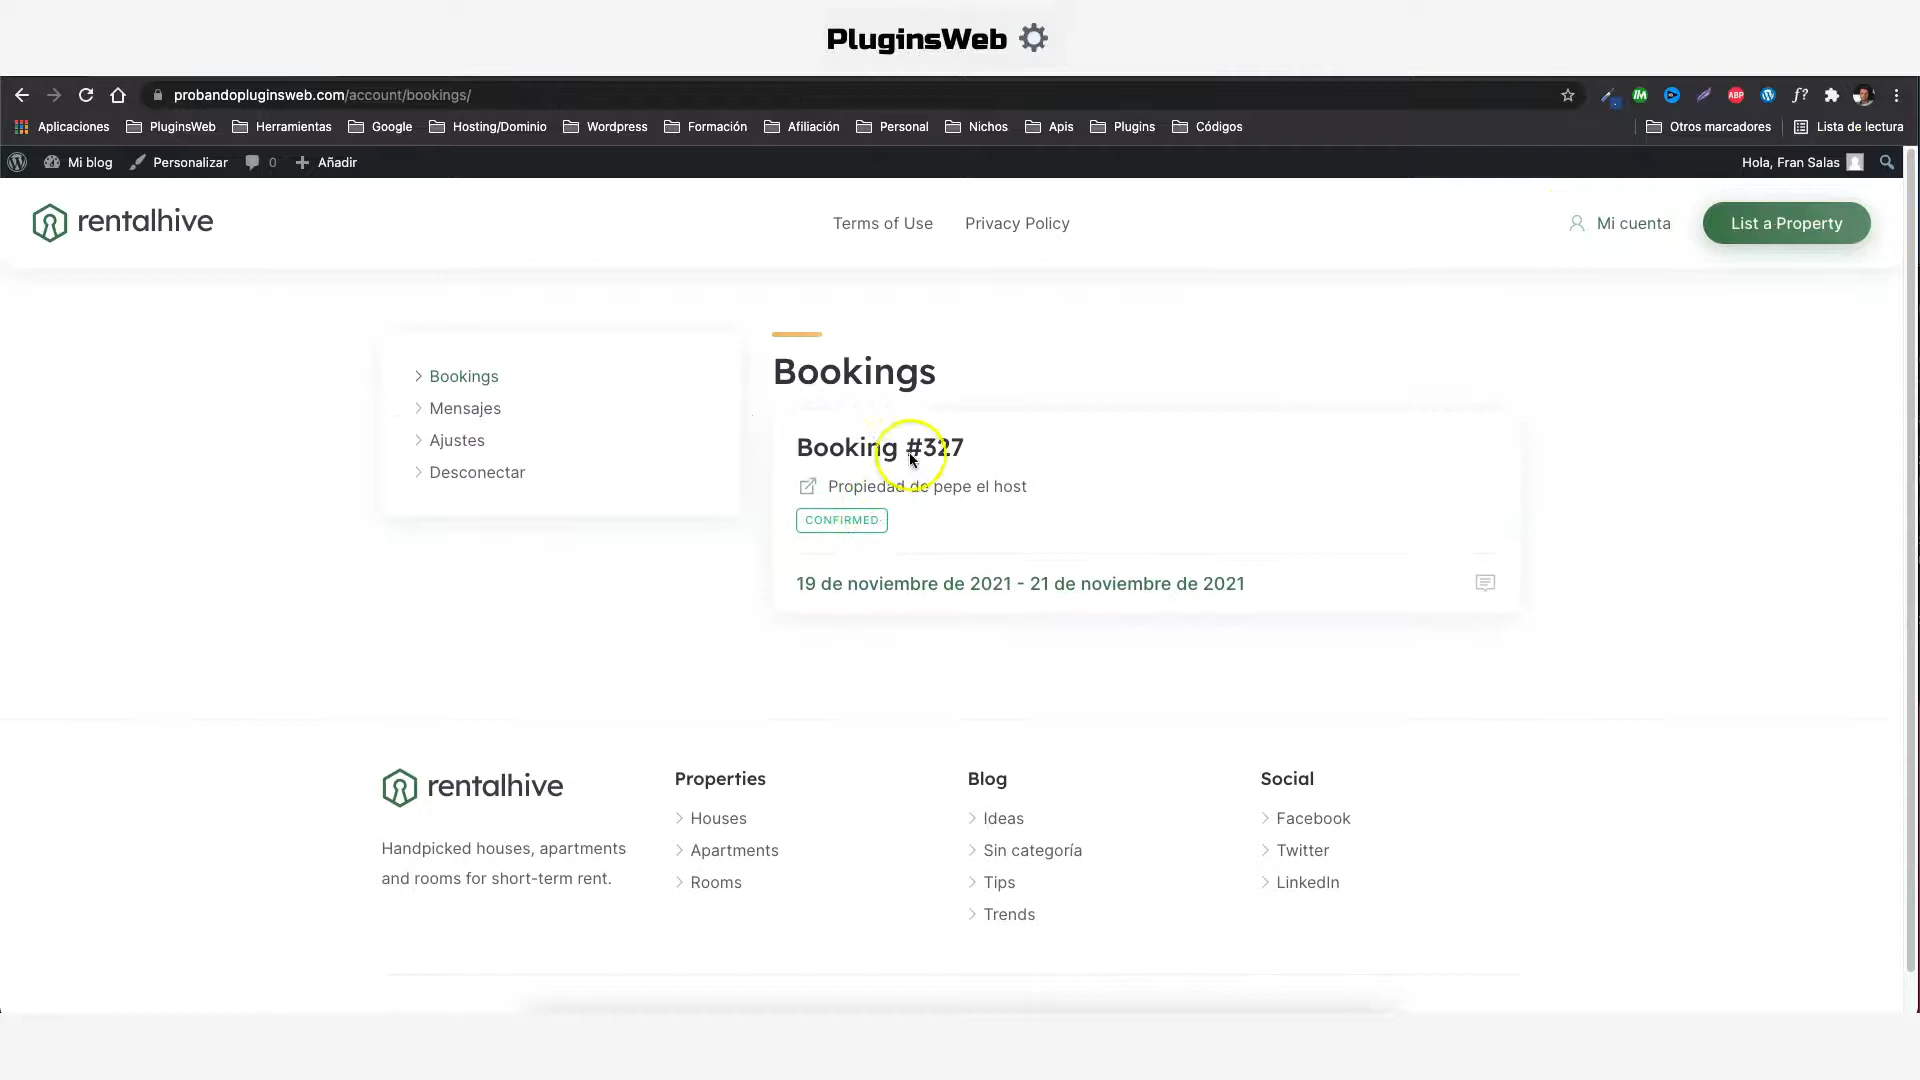 PluginsWeb
probandopluginsweb.com/account/bookings/
ABP
f?
Aplicaciones PluginsWeb Herramientas Google Hosting/Dominio Wordpress Formación Afiliación Personal Nichos Apis Plugins Códigos Otros marcadores Lista de lectura
Mi blog Personalizar 0 Añadir Hola, Fran Salas
rentalhive Terms of Use Privacy Policy Mi cuenta List a Property
Bookings
Mensajes
Ajustes
Desconectar
Bookings
Booking #327
Propiedad de pepe el host
CONFIRMED
19 de noviembre de 2021 - 21 de noviembre de 2021
rentalhive
Handpicked houses, apartments
and rooms for short-term rent.
Properties
Houses
Apartments
Rooms
Blog
Ideas
Sin categoría
Tips
Trends
Social
Facebook
Twitter
LinkedIn